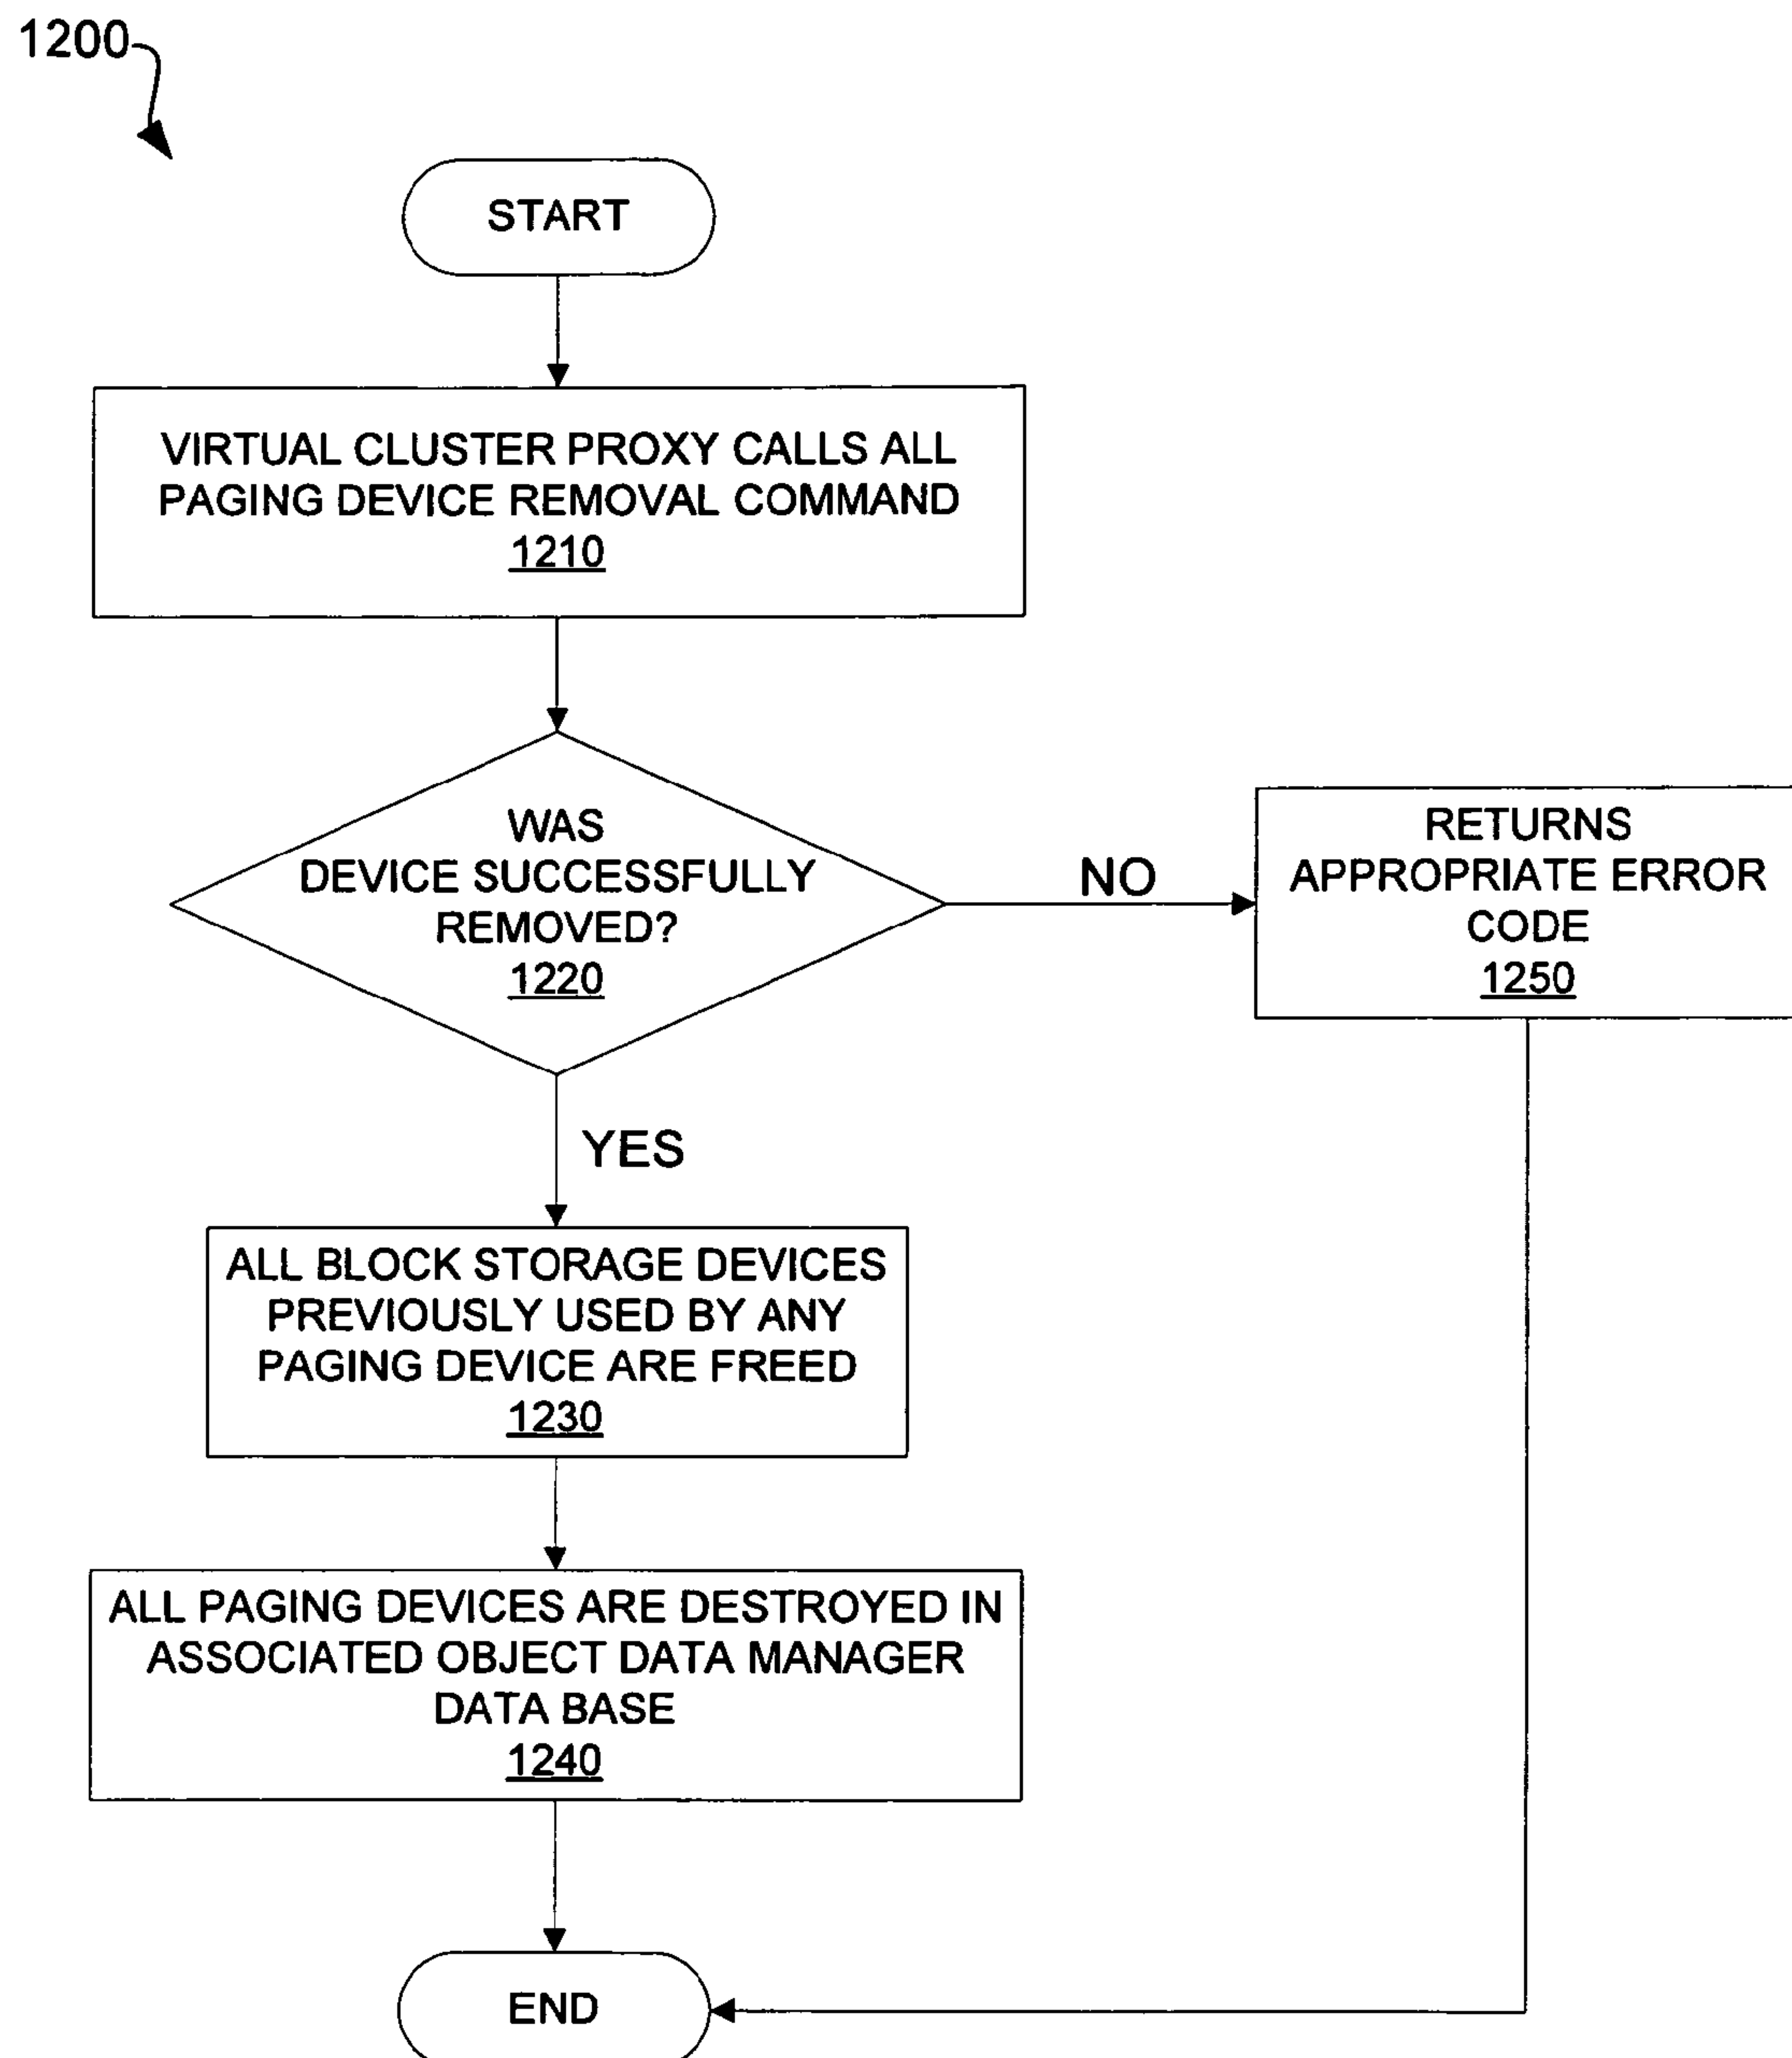 1200
START
VIRTUAL CLUSTER PROXY CALLS ALL
PAGING DEVICE REMOVAL COMMAND
1210
WAS
DEVICE SUCCESSFULLY
REMOVED?
1220
NO
RETURNS
APPROPRIATE ERROR
CODE
1250
YES
ALL BLOCK STORAGE DEVICES
PREVIOUSLY USED BY ANY
PAGING DEVICE ARE FREED
1230
ALL PAGING DEVICES ARE DESTROYED IN
ASSOCIATED OBJECT DATA MANAGER
DATA BASE
1240
END